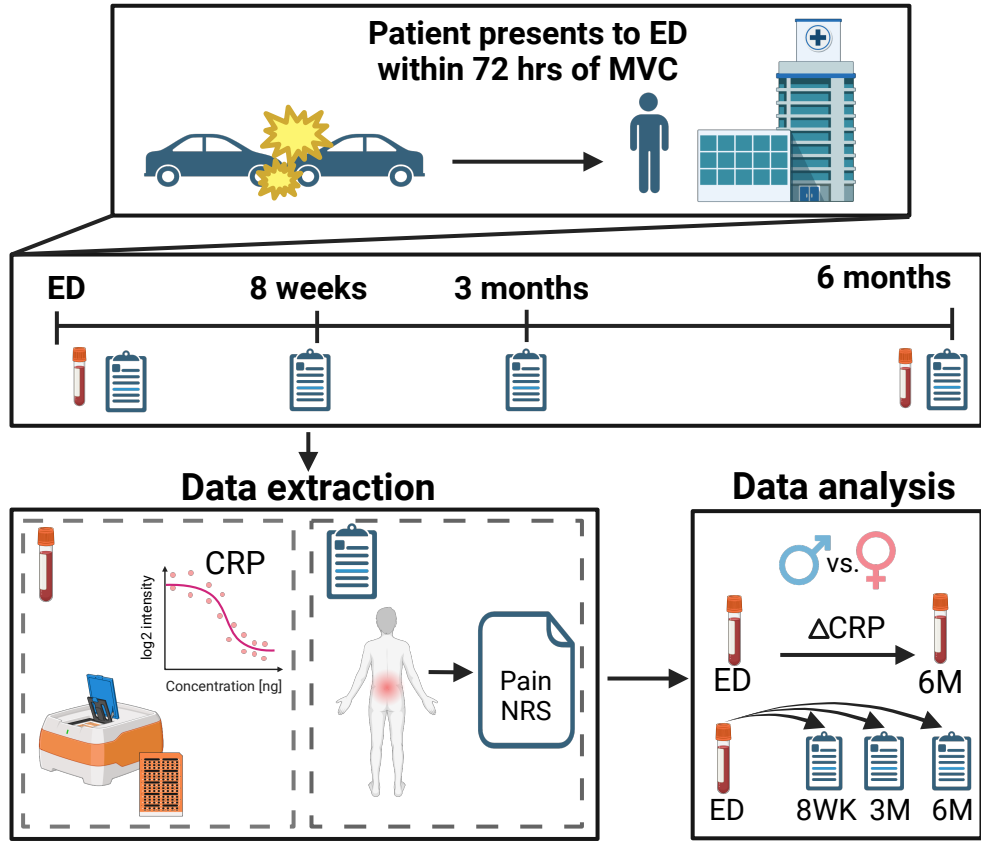 Patient presents to ED
within 72 hrs of MVC
ED
8 weeks
3 months
6 months
Data extraction
Data analysis
CRP
log2 intensity
Concentration [ng]
Pain
NRS
vs.
ΔCRP
ED
6M
ED
8WK
3M
6M